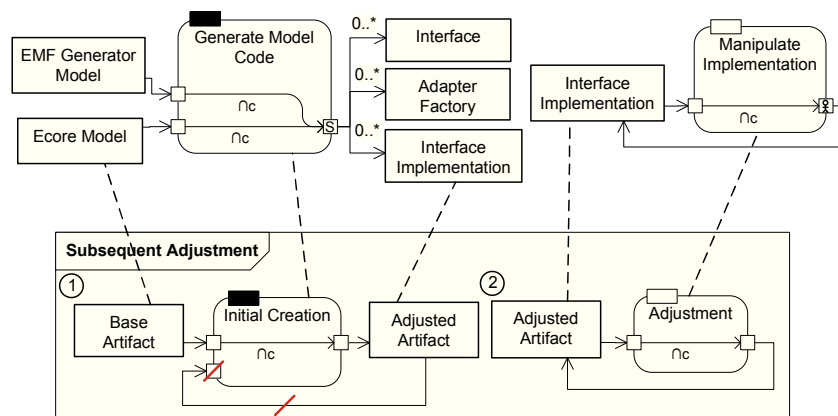 EMF Generator
Model
Ecore Model
Generate Model
Code
∩c
∩c
S
0..*
Interface
0..*
Adapter
Factory
0..*
Interface
Implementation
Interface
Implementation
Manipulate
Implementation
∩c
Subsequent Adjustment
1
Base
Artifact
Initial Creation
∩c
Adjusted
Artifact
2
Adjusted
Artifact
Adjustment
∩c